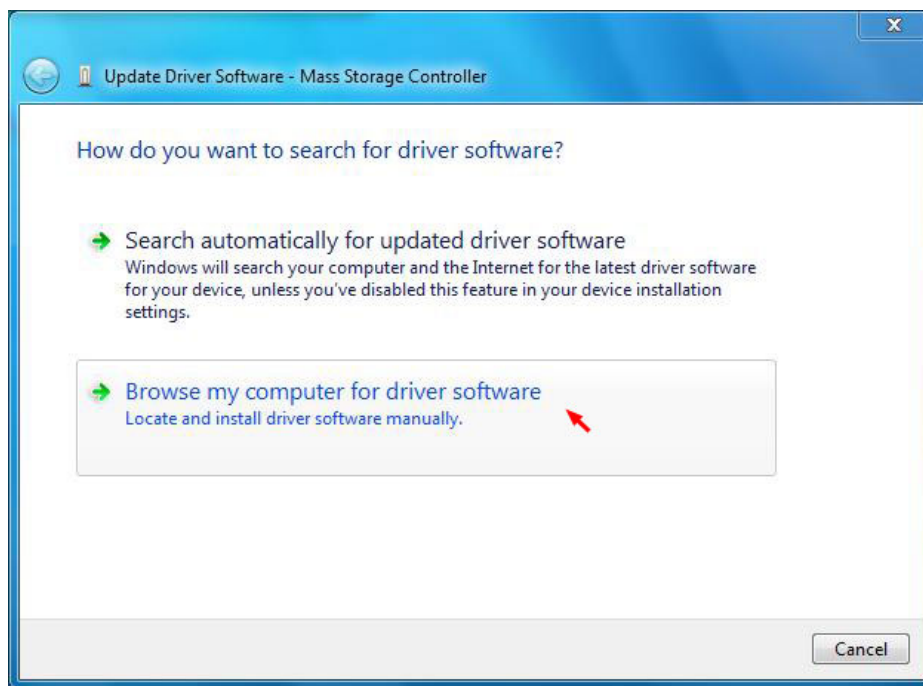 Update Driver Software - Mass Storage Controller
How do you want to search for driver software?
Search automatically for updated driver software
Windows will search your computer and the Internet for the latest driver software
for your device, unless you've disabled this feature in your device installation
settings.
Browse my computer for driver software
Locate and install driver software manually.
Cancel